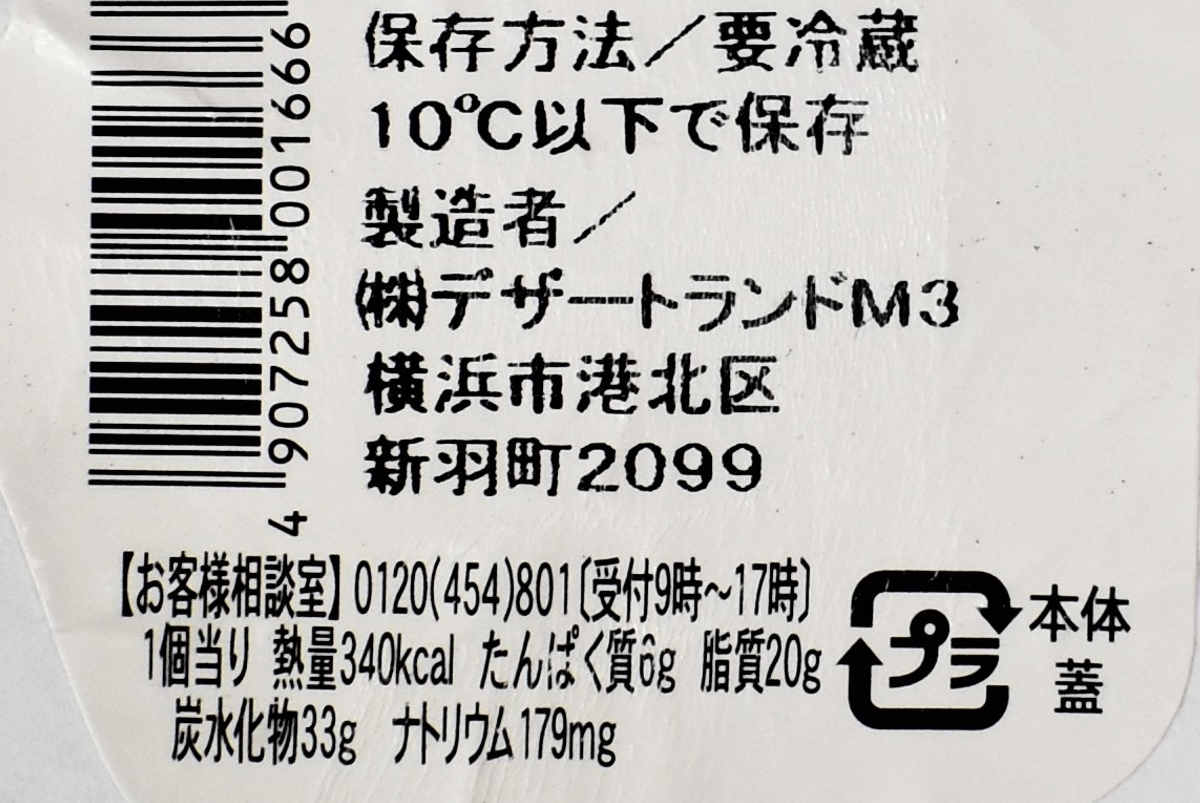 保存方法／要冷蔵
10℃以下で保存
製造者／
㈱デザートランドM3
横浜市港北区
新羽町2099
4 907258 001666
【お客様相談室】0120(454)801〔受付9時～17時〕
1個当り 熱量340kcal たんぱく質6g 脂質20g
炭水化物33g ナトリウム179mg
プラ
本体
蓋